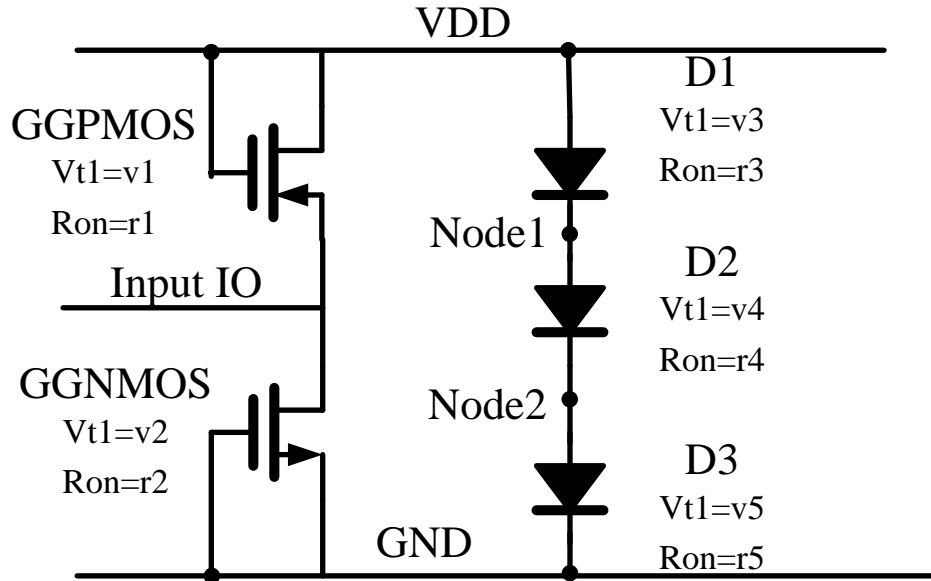 VDD
GGPMOS
Vt1=v1
Ron=r1
D1
Vt1=v3
Ron=r3
Node1
Input IO
D2
Vt1=v4
Ron=r4
GGNMOS
Vt1=v2
Ron=r2
Node2
D3
Vt1=v5
Ron=r5
GND